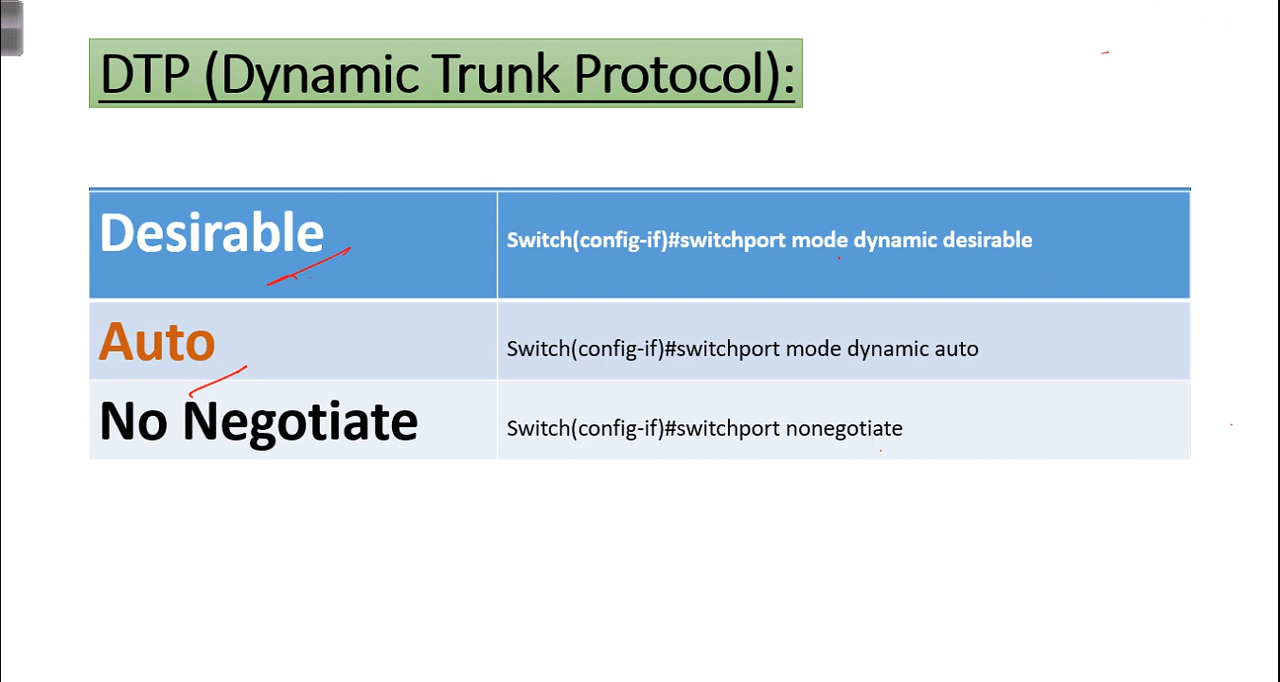 DTP (Dynamic Trunk Protocol):
Desirable
Switch(config-if)#switchport mode dynamic desirable
Auto
Switch(config-if)#switchport mode dynamic auto
No Negotiate
Switch(config-if)#switchport nonegotiate